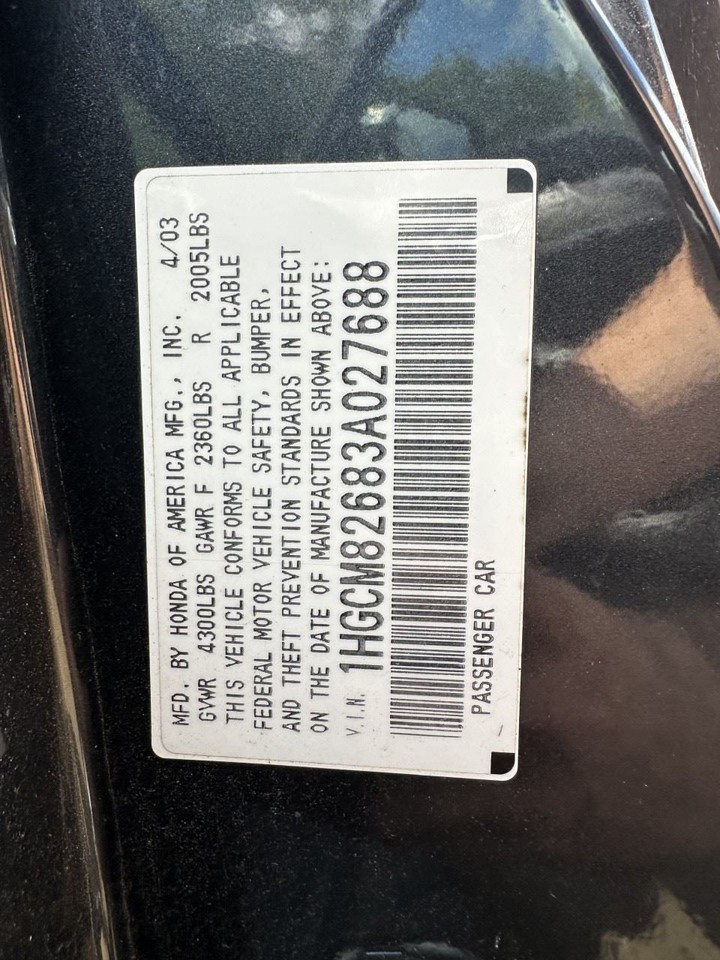 MFD. BY HONDA OF AMERICA MFG., INC. 4/03
GVWR 4300LBS GAWR F 2360LBS R 2005LBS
THIS VEHICLE CONFORMS TO ALL APPLICABLE
FEDERAL MOTOR VEHICLE SAFETY, BUMPER,
AND THEFT PREVENTION STANDARDS IN EFFECT
ON THE DATE OF MANUFACTURE SHOWN ABOVE:
V.I.N. 1HGCM82683A027688
PASSENGER CAR